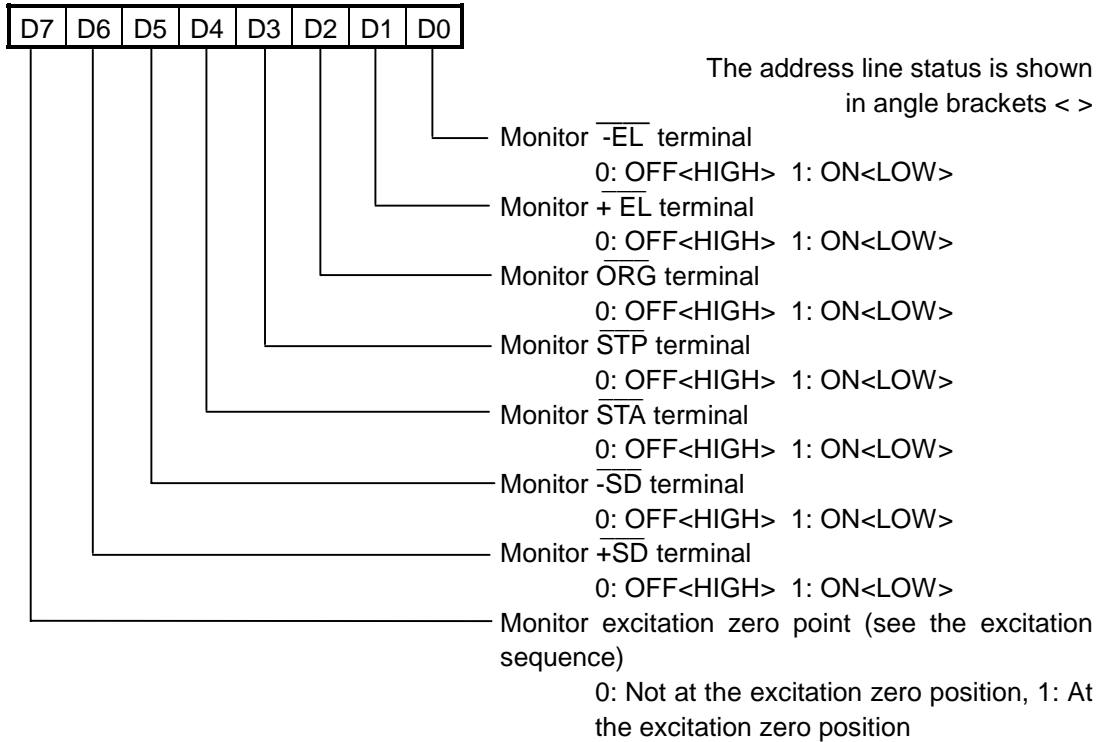 D7 D6 D5 D4 D3 D2 D1 D0
The address line status is shown
in angle brackets < >
Monitor -EL terminal
0: OFF<HIGH> 1: ON<LOW>
Monitor + EL terminal
0: OFF<HIGH> 1: ON<LOW>
Monitor ORG terminal
0: OFF<HIGH> 1: ON<LOW>
Monitor STP terminal
0: OFF<HIGH> 1: ON<LOW>
Monitor STA terminal
0: OFF<HIGH> 1: ON<LOW>
Monitor -SD terminal
0: OFF<HIGH> 1: ON<LOW>
Monitor +SD terminal
0: OFF<HIGH> 1: ON<LOW>
Monitor excitation zero point (see the excitation
sequence)
0: Not at the excitation zero position, 1: At
the excitation zero position